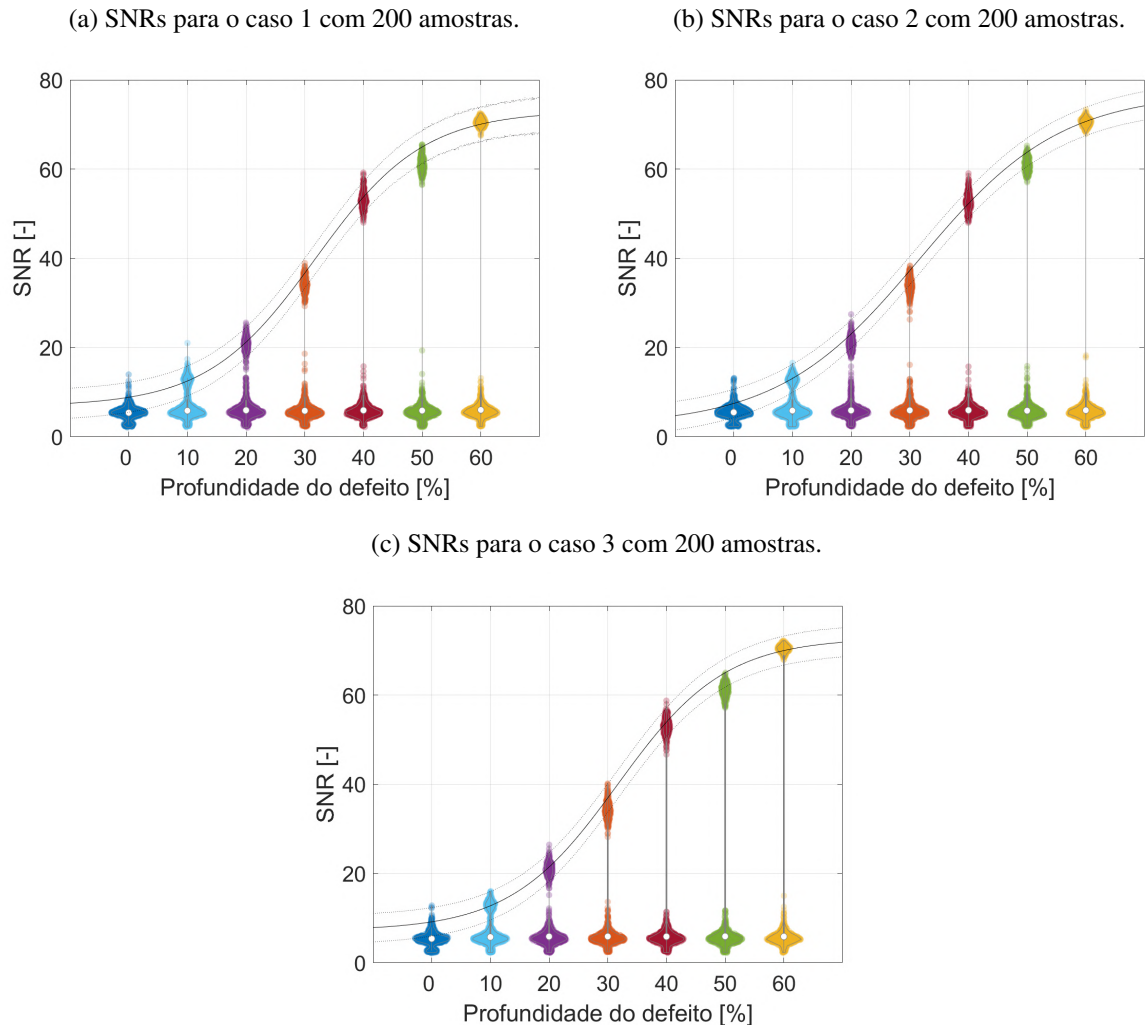 (a) SNRs para o caso 1 com 200 amostras.
(b) SNRs para o caso 2 com 200 amostras.
80
60
40
20
0
SNR [-]
0 10 20 30 40 50 60
Profundidade do defeito [%]
80
60
40
20
0
SNR [-]
0 10 20 30 40 50 60
Profundidade do defeito [%]
(c) SNRs para o caso 3 com 200 amostras.
80
60
40
20
0
SNR [-]
0 10 20 30 40 50 60
Profundidade do defeito [%]